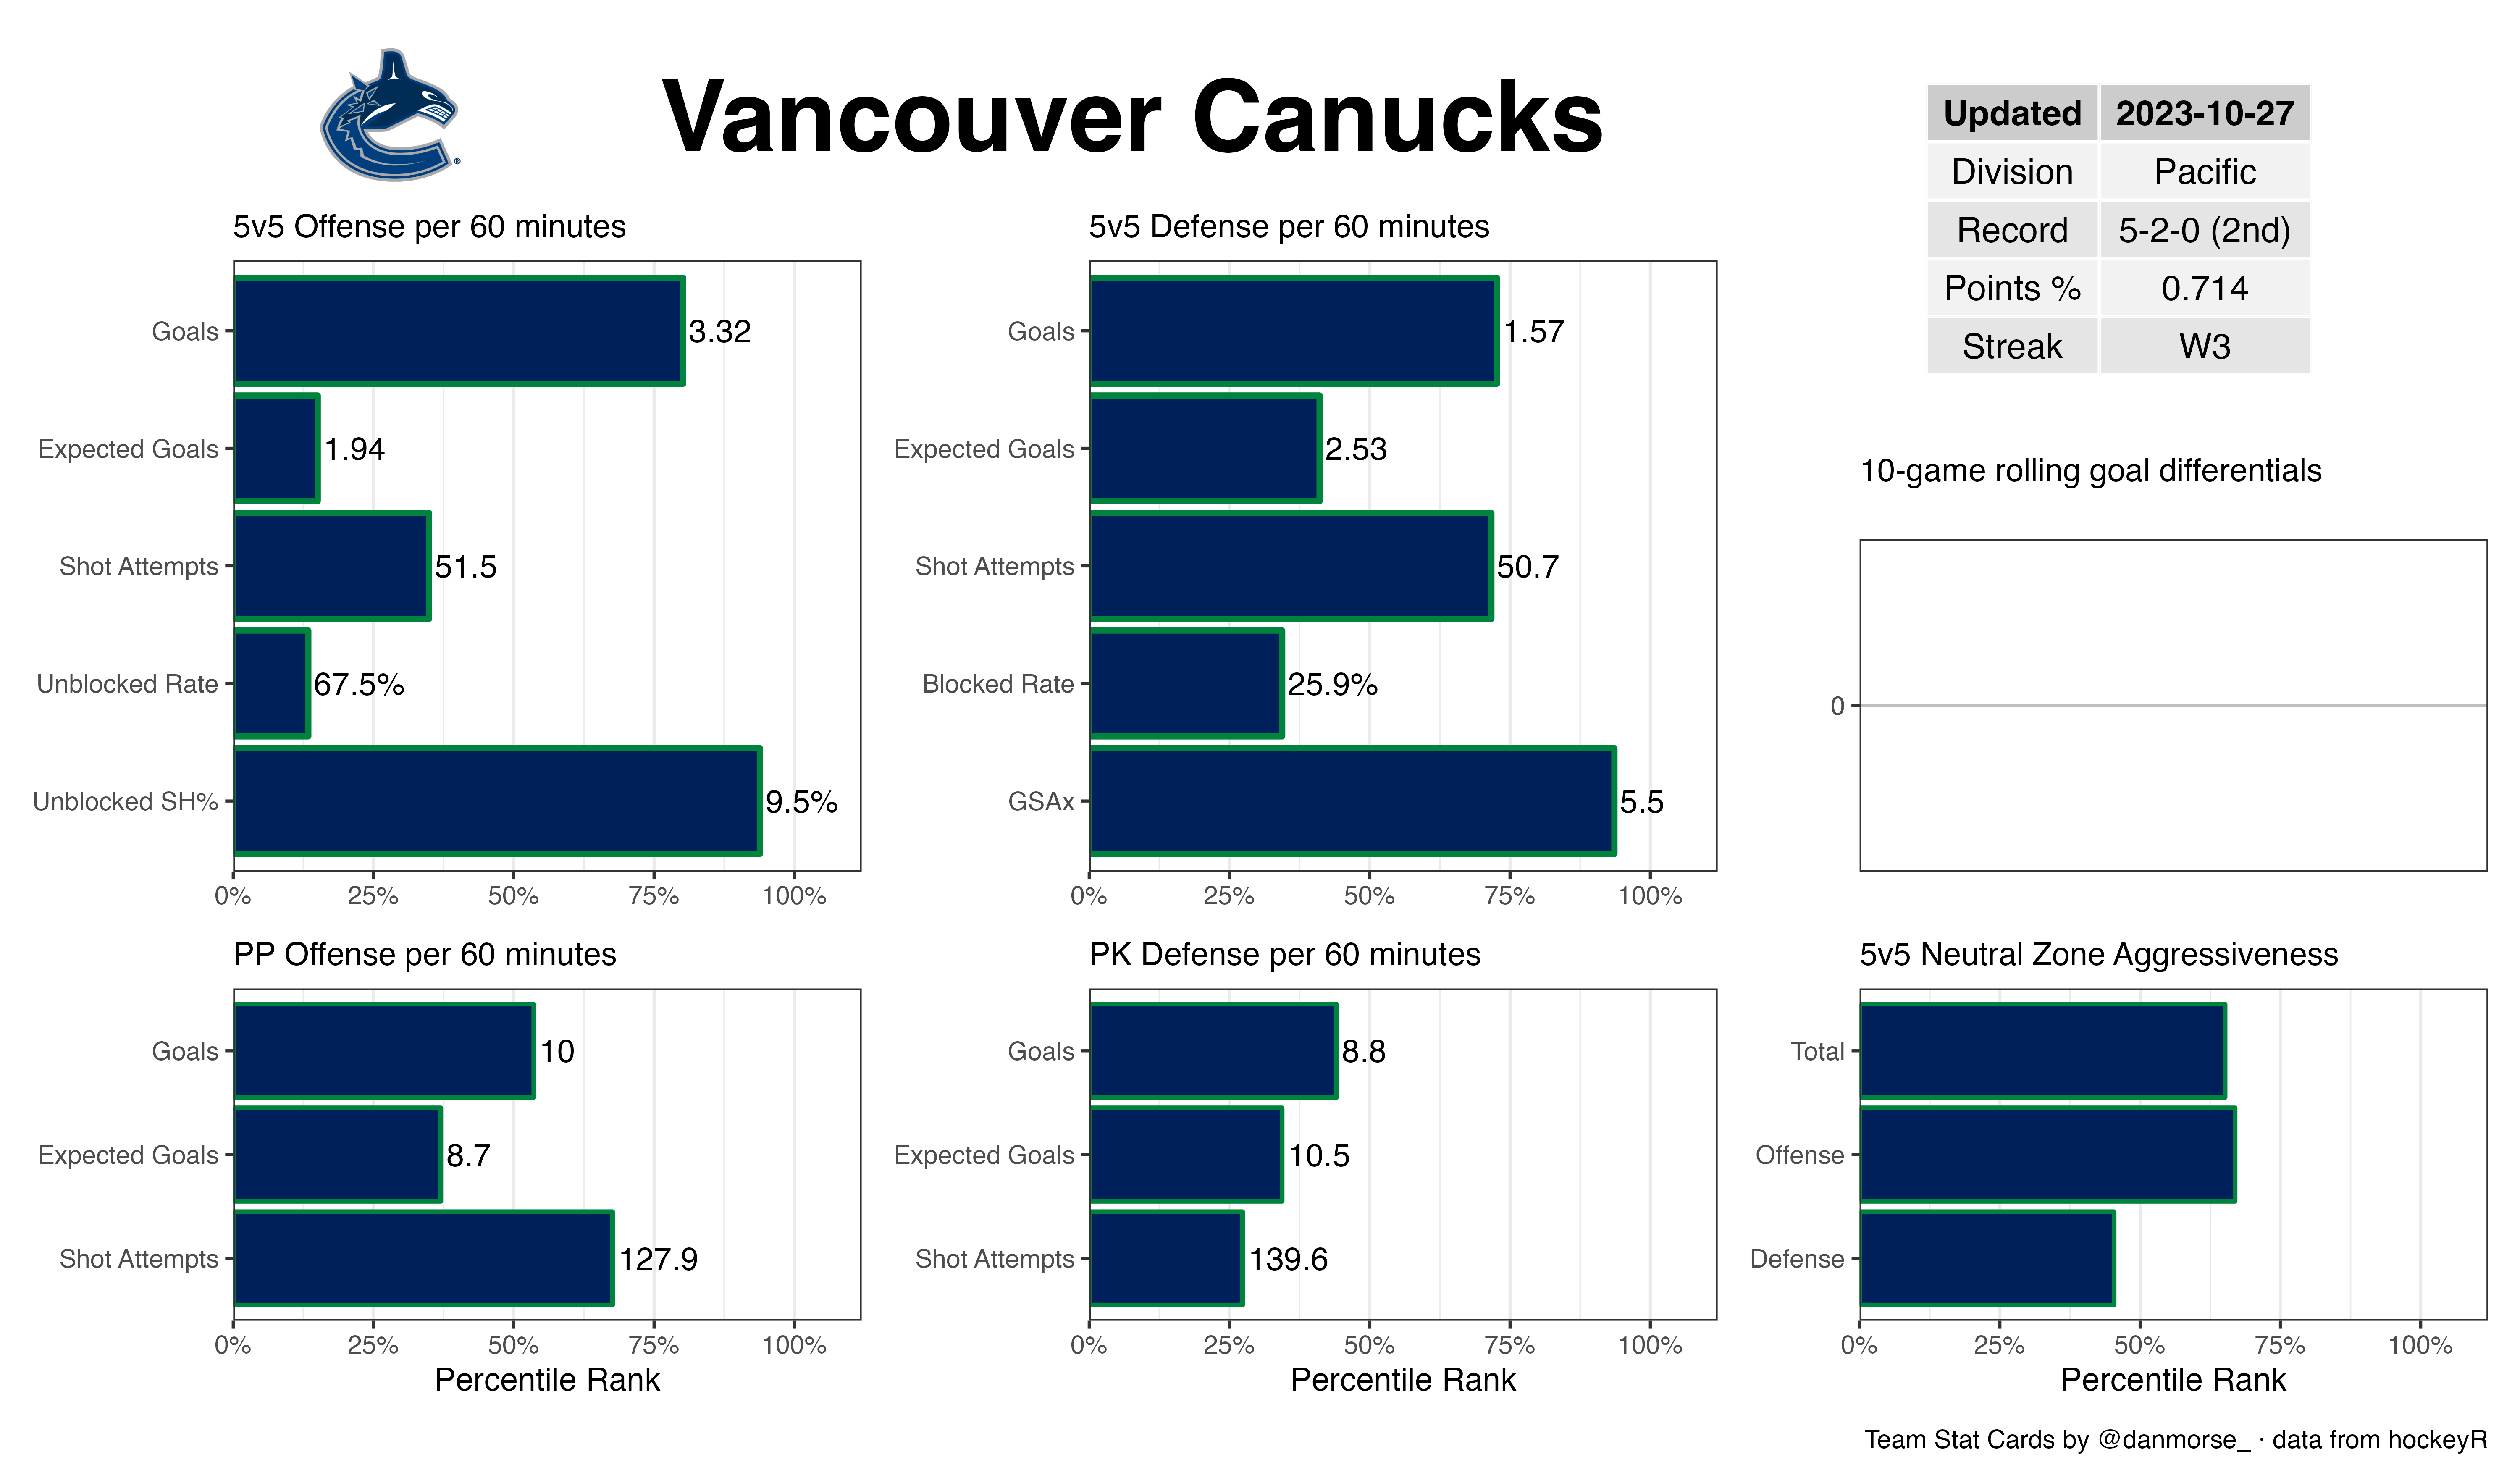 Vancouver Canucks
Updated 2023-10-27
Division Pacific
Record 5-2-0 (2nd)
Points % 0.714
Streak W3
®
5v5 Offense per 60 minutes
Goals 3.32
Expected Goals 1.94
Shot Attempts 51.5
Unblocked Rate 67.5%
Unblocked SH% 9.5%
0% 25% 50% 75% 100%
5v5 Defense per 60 minutes
Goals 1.57
Expected Goals 2.53
Shot Attempts 50.7
Blocked Rate 25.9%
GSAx 5.5
0% 25% 50% 75% 100%
10-game rolling goal differentials
0
PP Offense per 60 minutes
Goals 10
Expected Goals 8.7
Shot Attempts 127.9
0% 25% 50% 75% 100%
Percentile Rank
PK Defense per 60 minutes
Goals 8.8
Expected Goals 10.5
Shot Attempts 139.6
0% 25% 50% 75% 100%
Percentile Rank
5v5 Neutral Zone Aggressiveness
Total
Offense
Defense
0% 25% 50% 75% 100%
Percentile Rank
Team Stat Cards by @danmorse_ · data from hockeyR